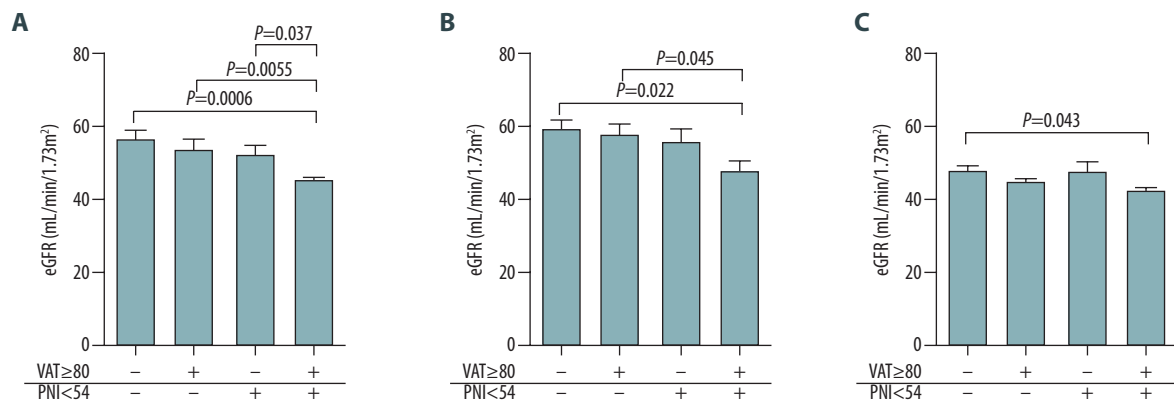 A
80
60
40
20
0
eGFR (mL/min/1.73m²)
P=0.037
P=0.0055
P=0.0006
VAT≥80 – + – +
PNI<54 – – + +
B
80
60
40
20
0
eGFR (mL/min/1.73m²)
P=0.045
P=0.022
VAT≥80 – + – +
PNI<54 – – + +
C
80
60
40
20
0
eGFR (mL/min/1.73m²)
P=0.043
VAT≥80 – + – +
PNI<54 – – + +